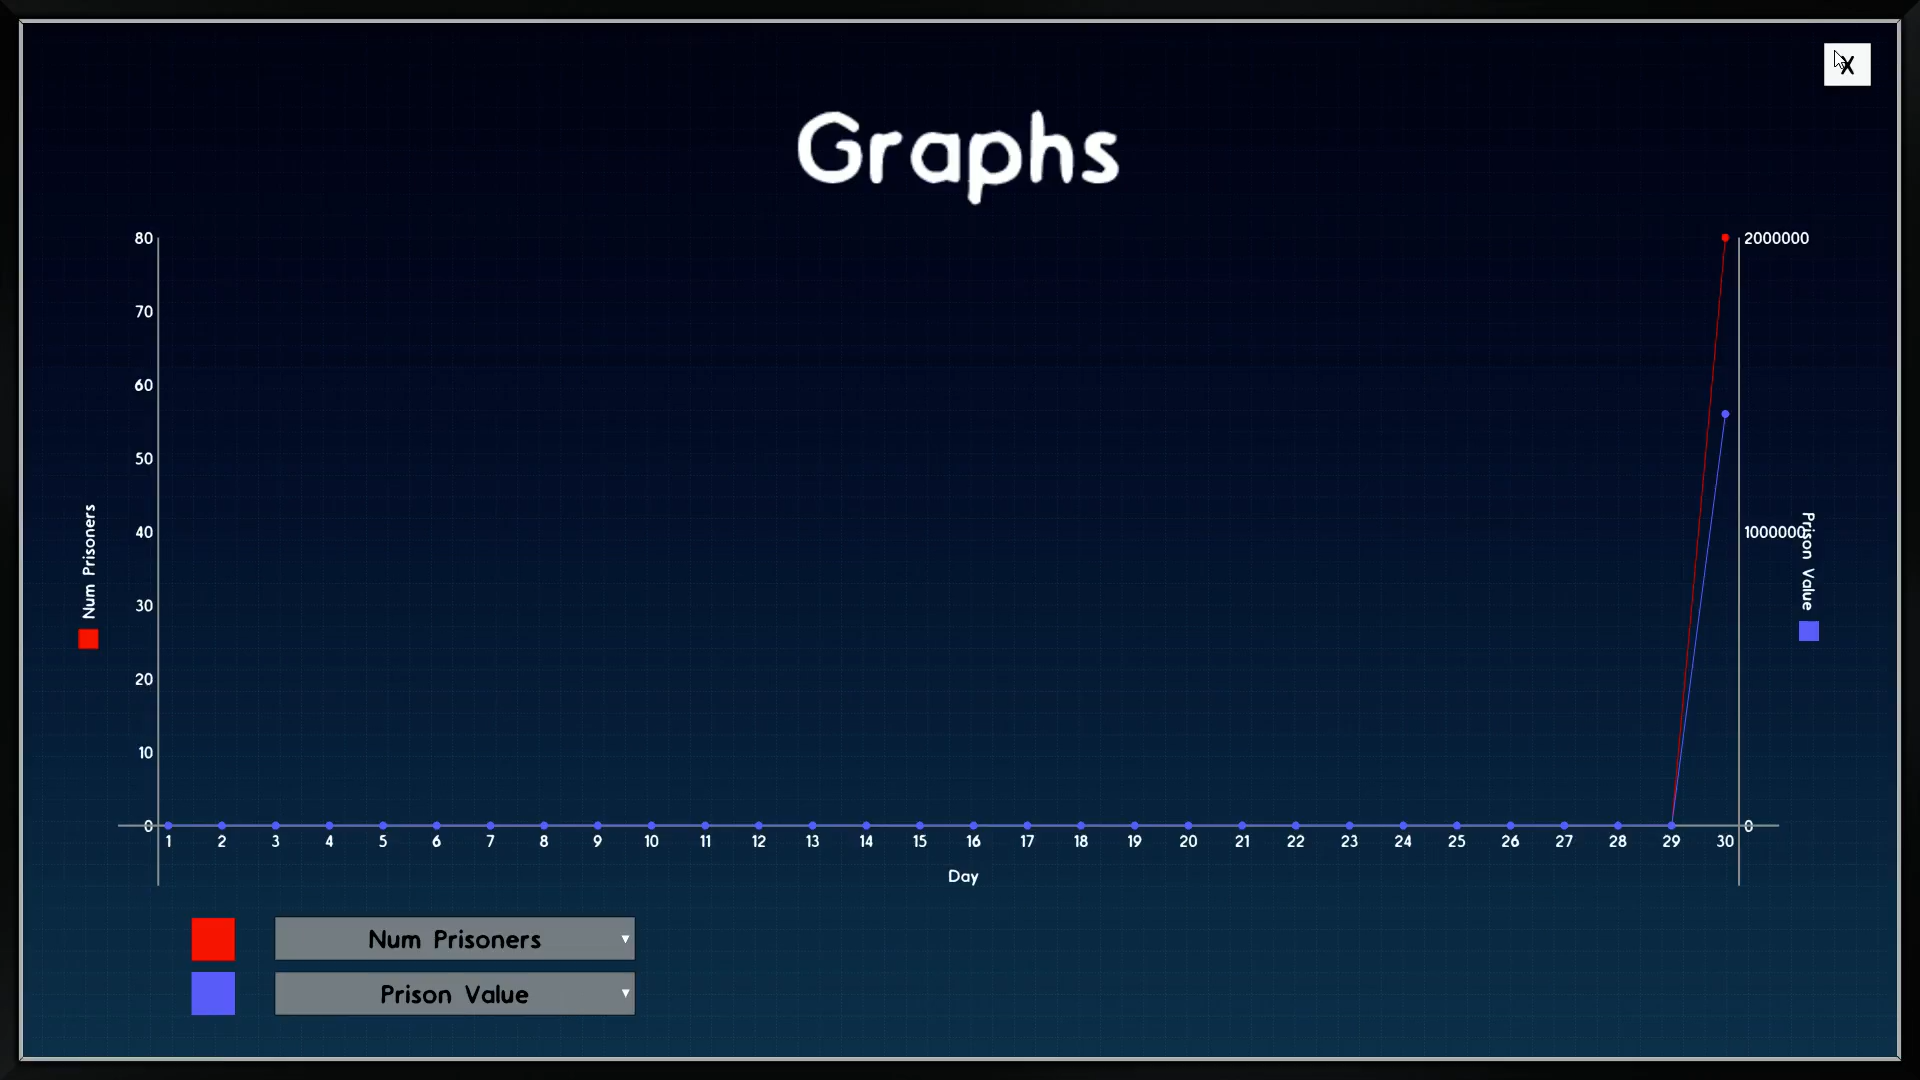 X
Graphs
80
70
60
50
40
30
20
10
0
Num Prisoners
2000000
1000000
0
Prison Value
1 2 3 4 5 6 7 8 9 10 11 12 13 14 15 16 17 18 19 20 21 22 23 24 25 26 27 28 29 30
Day
Num Prisoners
Prison Value